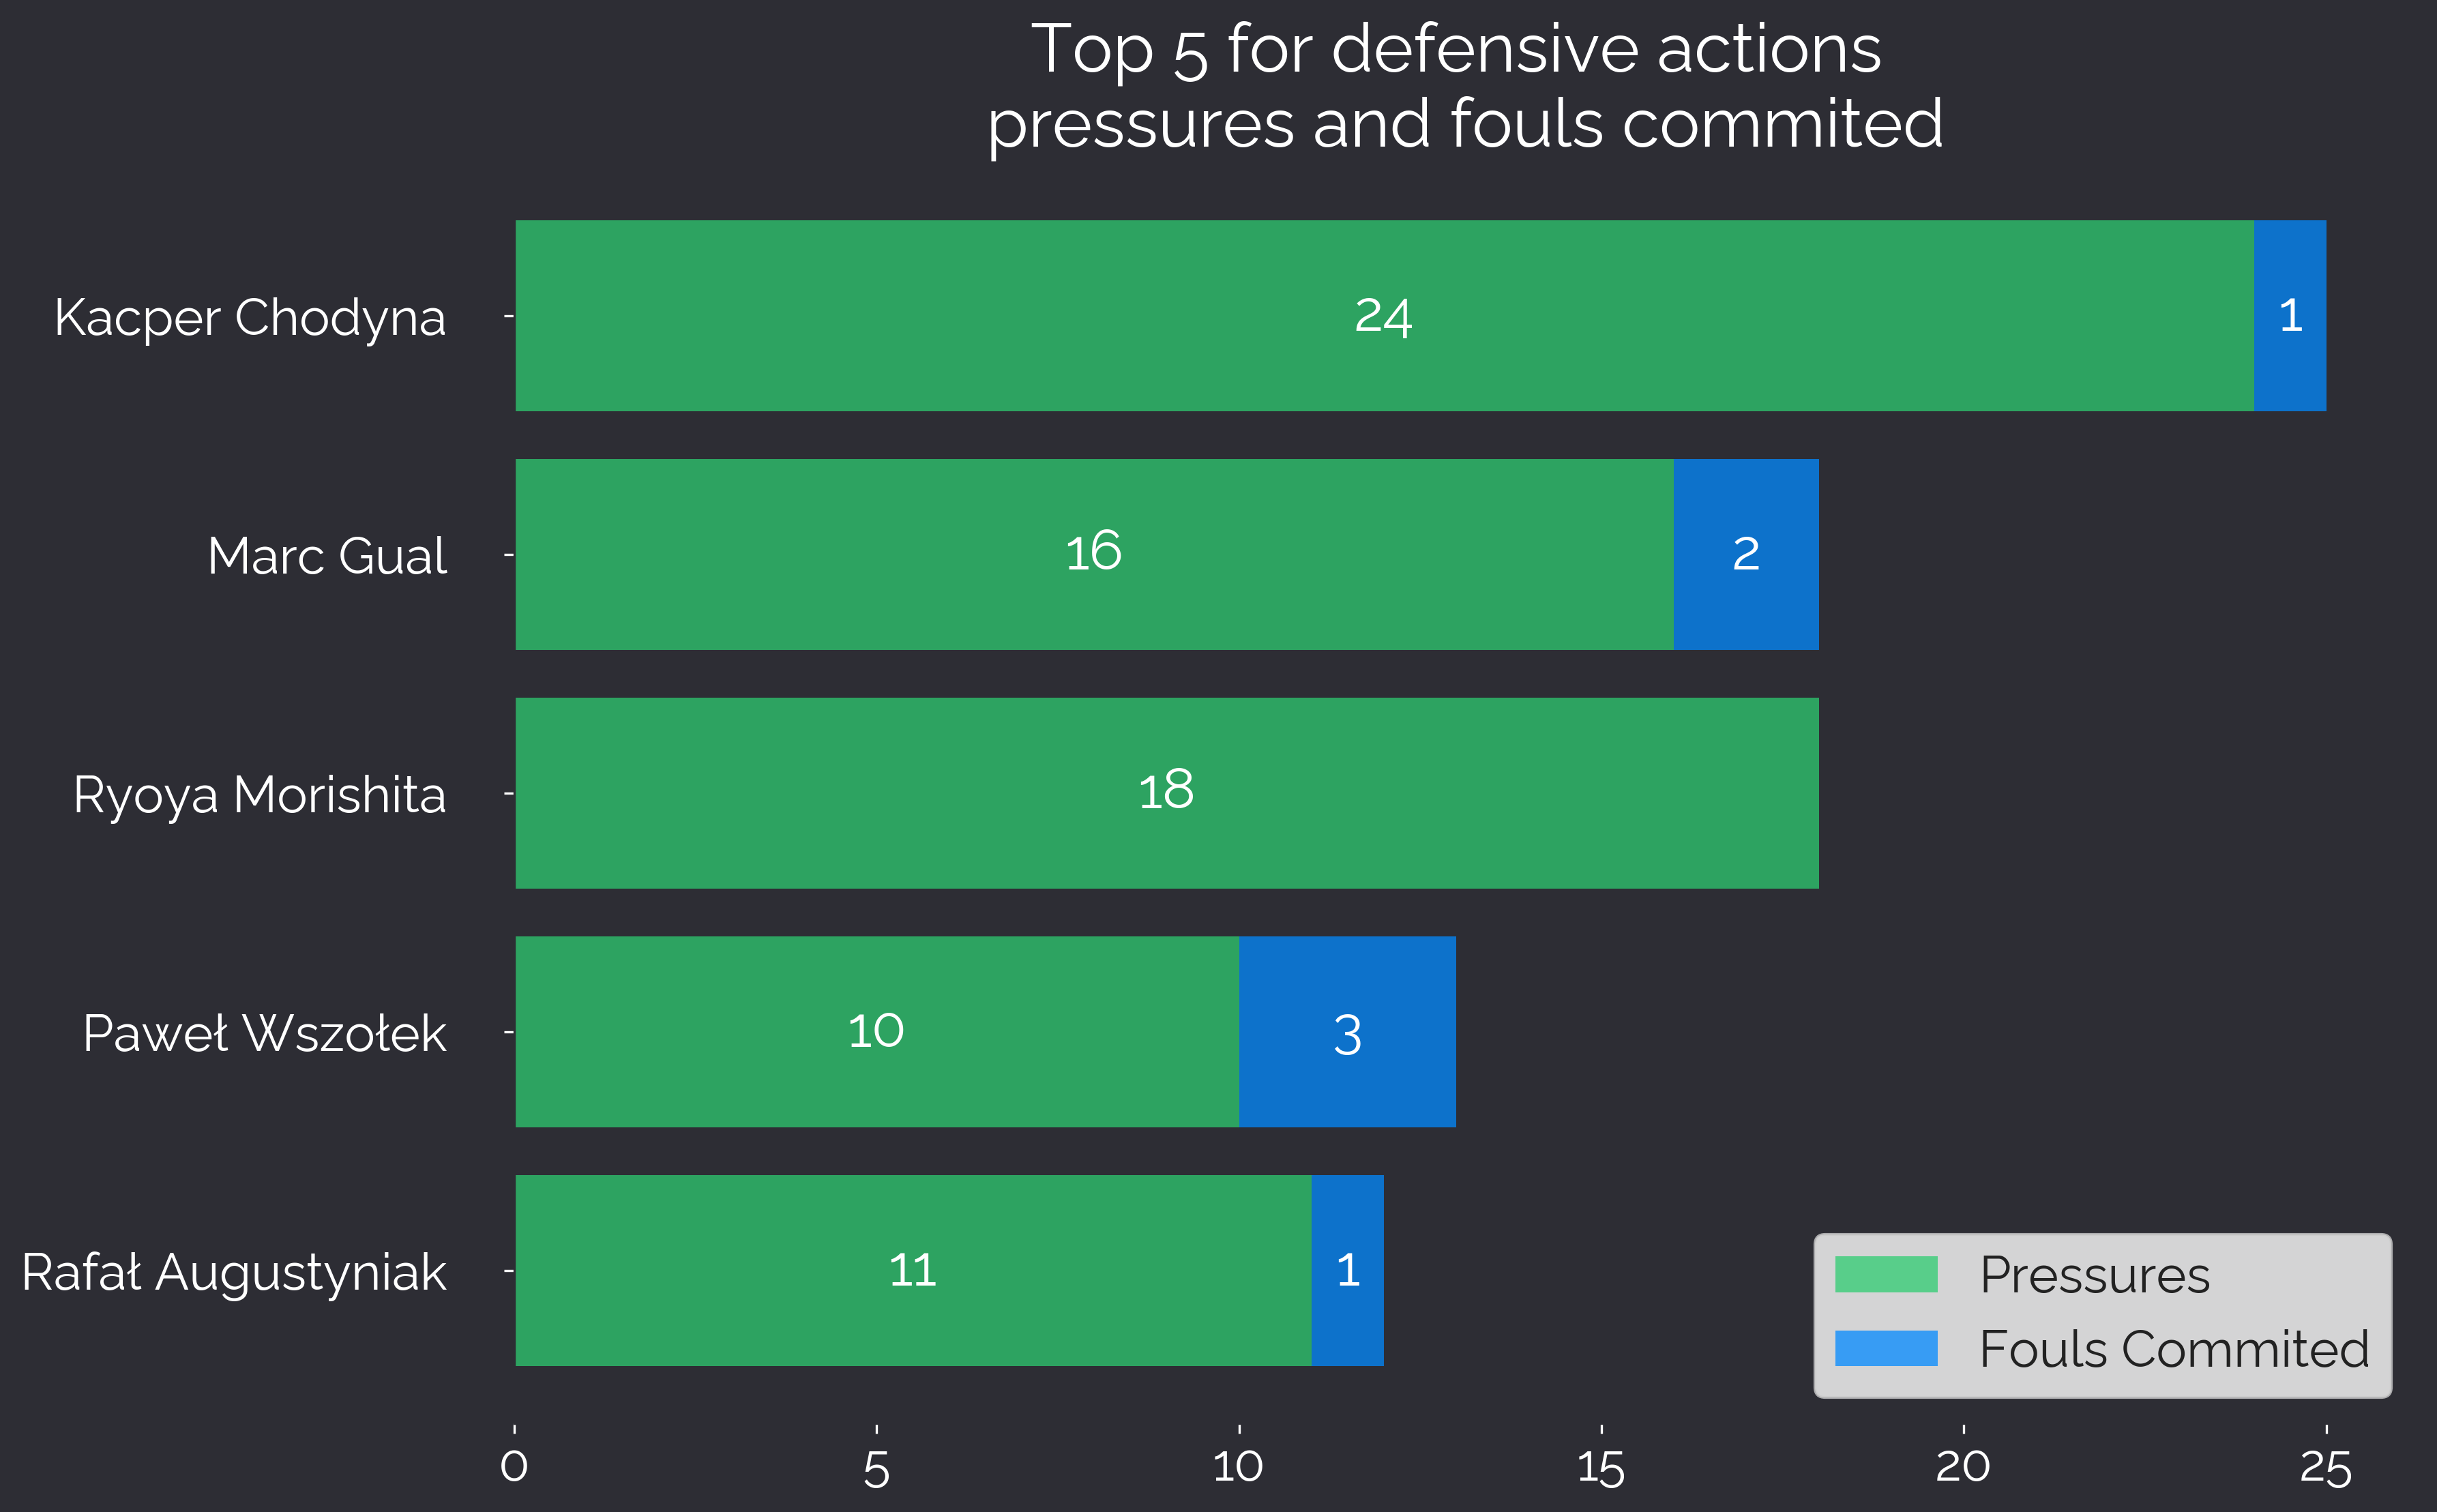 Top 5 for defensive actions
pressures and fouls commited
Kacper Chodyna
24
1
Marc Gual
16
2
Ryoya Morishita
18
Paweł Wszołek
10
3
Rafał Augustyniak
11
1
Pressures
Fouls Commited
0 5 10 15 20 25